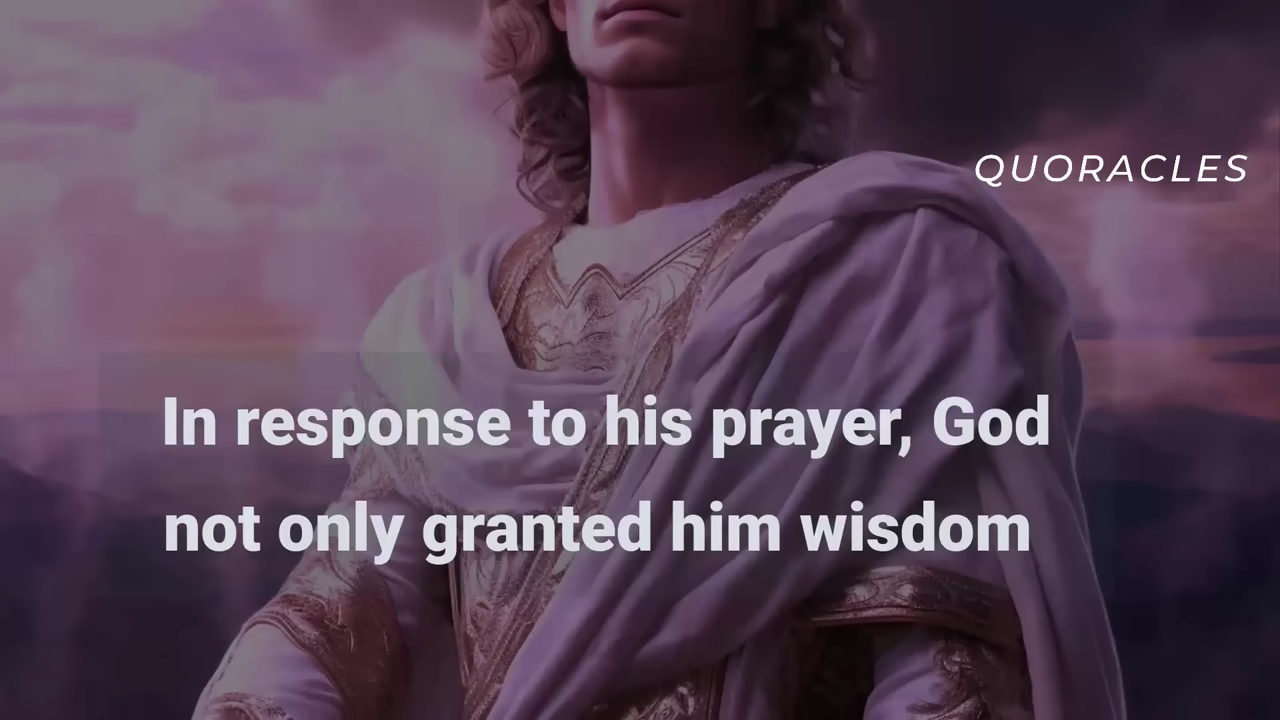 QUORACLES
In response to his prayer, God
not only granted him wisdom